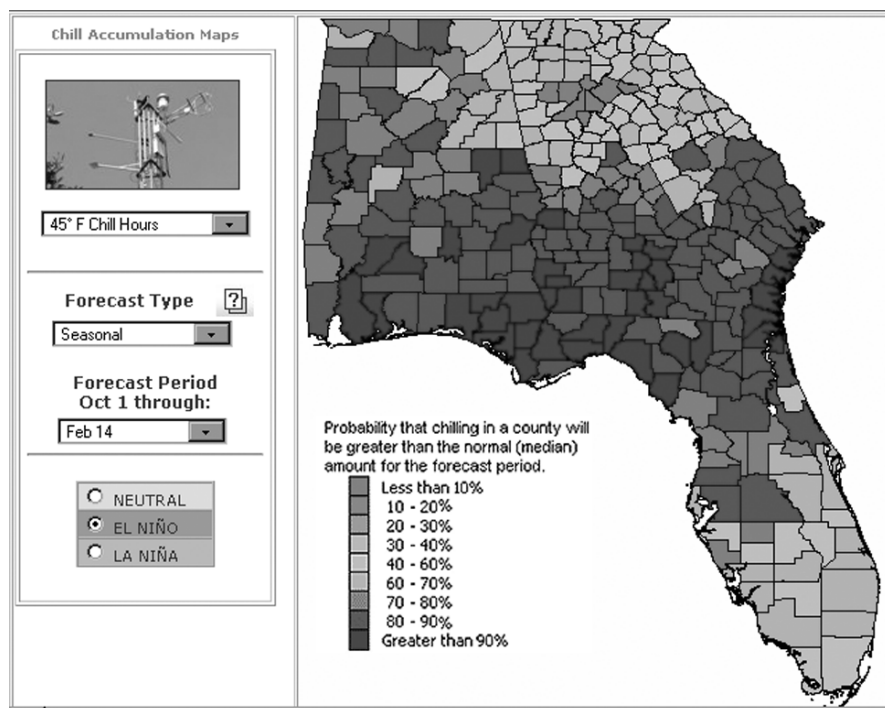 Chill Accumulation Maps
45° F Chill Hours
Forecast Type
Seasonal
Forecast Period
Oct 1 through:
Feb 14
NEUTRAL
EL NIÑO
LA NIÑA
Probability that chilling in a county will
be greater than the normal (median)
amount for the forecast period.
Less than 10%
10 - 20%
20 - 30%
30 - 40%
40 - 60%
60 - 70%
70 - 80%
80 - 90%
Greater than 90%